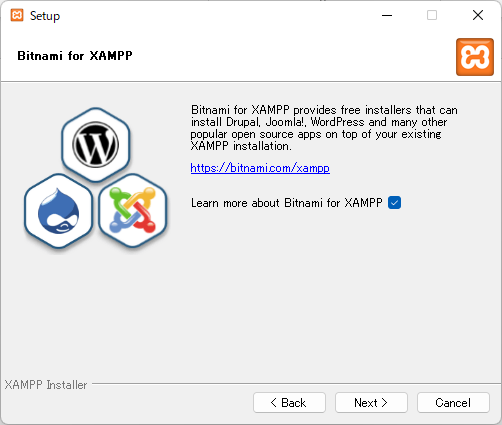 Setup
Bitnami for XAMPP
Bitnami for XAMPP provides free installers that can
install Drupal, Joomla!, WordPress and many other
popular open source apps on top of your existing
XAMPP installation.
https://bitnami.com/xampp
Learn more about Bitnami for XAMPP
XAMPP Installer
< Back
Next >
Cancel